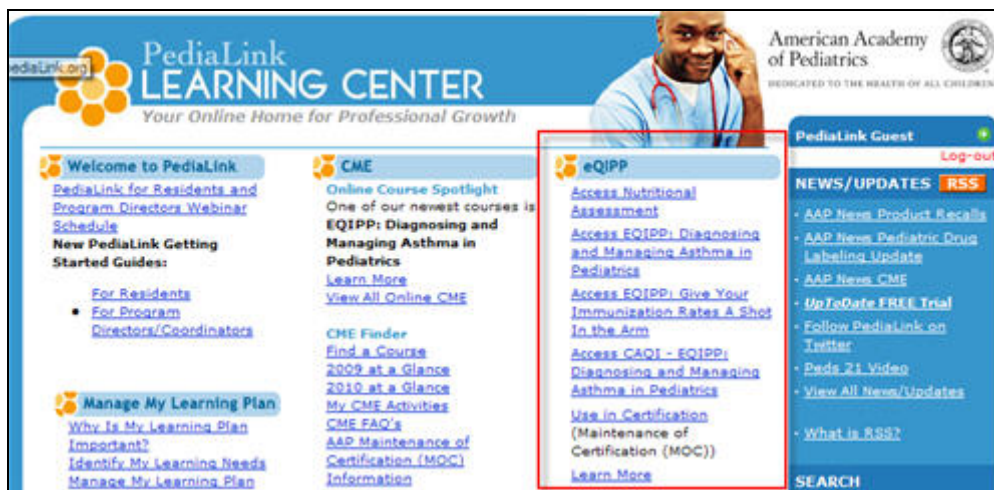 PediaLink
LEARNING CENTER
Your Online Home for Professional Growth
American Academy
of Pediatrics
DEDICATED TO THE HEALTH OF ALL CHILDREN
Welcome to PediaLink
PediaLink for Residents and
Program Directors Webinar
Schedule
New PediaLink Getting
Started Guides:
For Residents
• For Program
Directors/Coordinators
Manage My Learning Plan
Why Is My Learning Plan
Important?
Identify My Learning Needs
Manage My Learning Plan
CME
Online Course Spotlight
One of our newest courses is
EQIPP: Diagnosing and
Managing Asthma in
Pediatrics
Learn More
View All Online CME
CME Finder
Find a Course
2009 at a Glance
2010 at a Glance
My CME Activities
CME FAQ's
AAP Maintenance of
Certification (MOC)
Information
eQIPP
Access Nutritional
Assessment
Access EQIPP: Diagnosing
and Managing Asthma in
Pediatrics
Access EQIPP: Give Your
Immunization Rates A Shot
In the Arm
Access CAQI - EQIPP:
Diagnosing and Managing
Asthma in Pediatrics
Use in Certification
(Maintenance of
Certification (MOC))
Learn More
PediaLink Guest
Log-out
NEWS/UPDATES RSS
· AAP News Product Recalls
· AAP News Pediatric Drug
Labeling Update
· AAP News CME
· UpToDate FREE Trial
· Follow PediaLink on
Twitter
· Peds 21 Video
· View All News/Updates
· What is RSS?
SEARCH